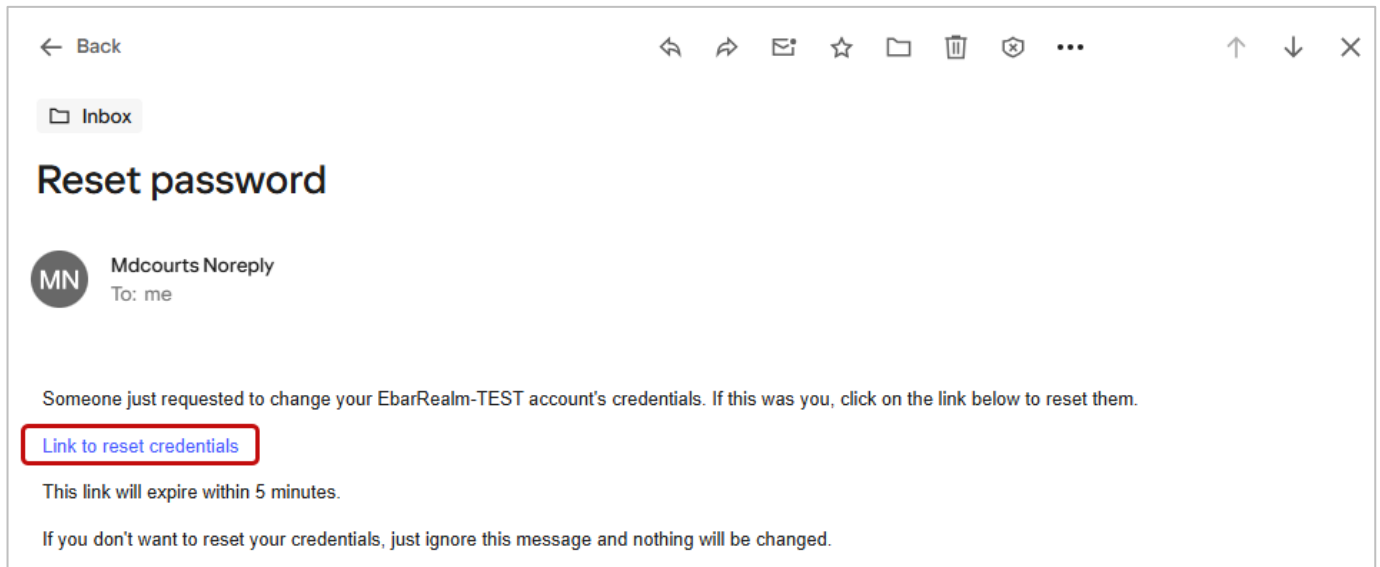 Back
Inbox
Reset password
MN
Mdcourts Noreply
To: me
Someone just requested to change your EbarRealm-TEST account's credentials. If this was you, click on the link below to reset them.
Link to reset credentials
This link will expire within 5 minutes.
If you don't want to reset your credentials, just ignore this message and nothing will be changed.